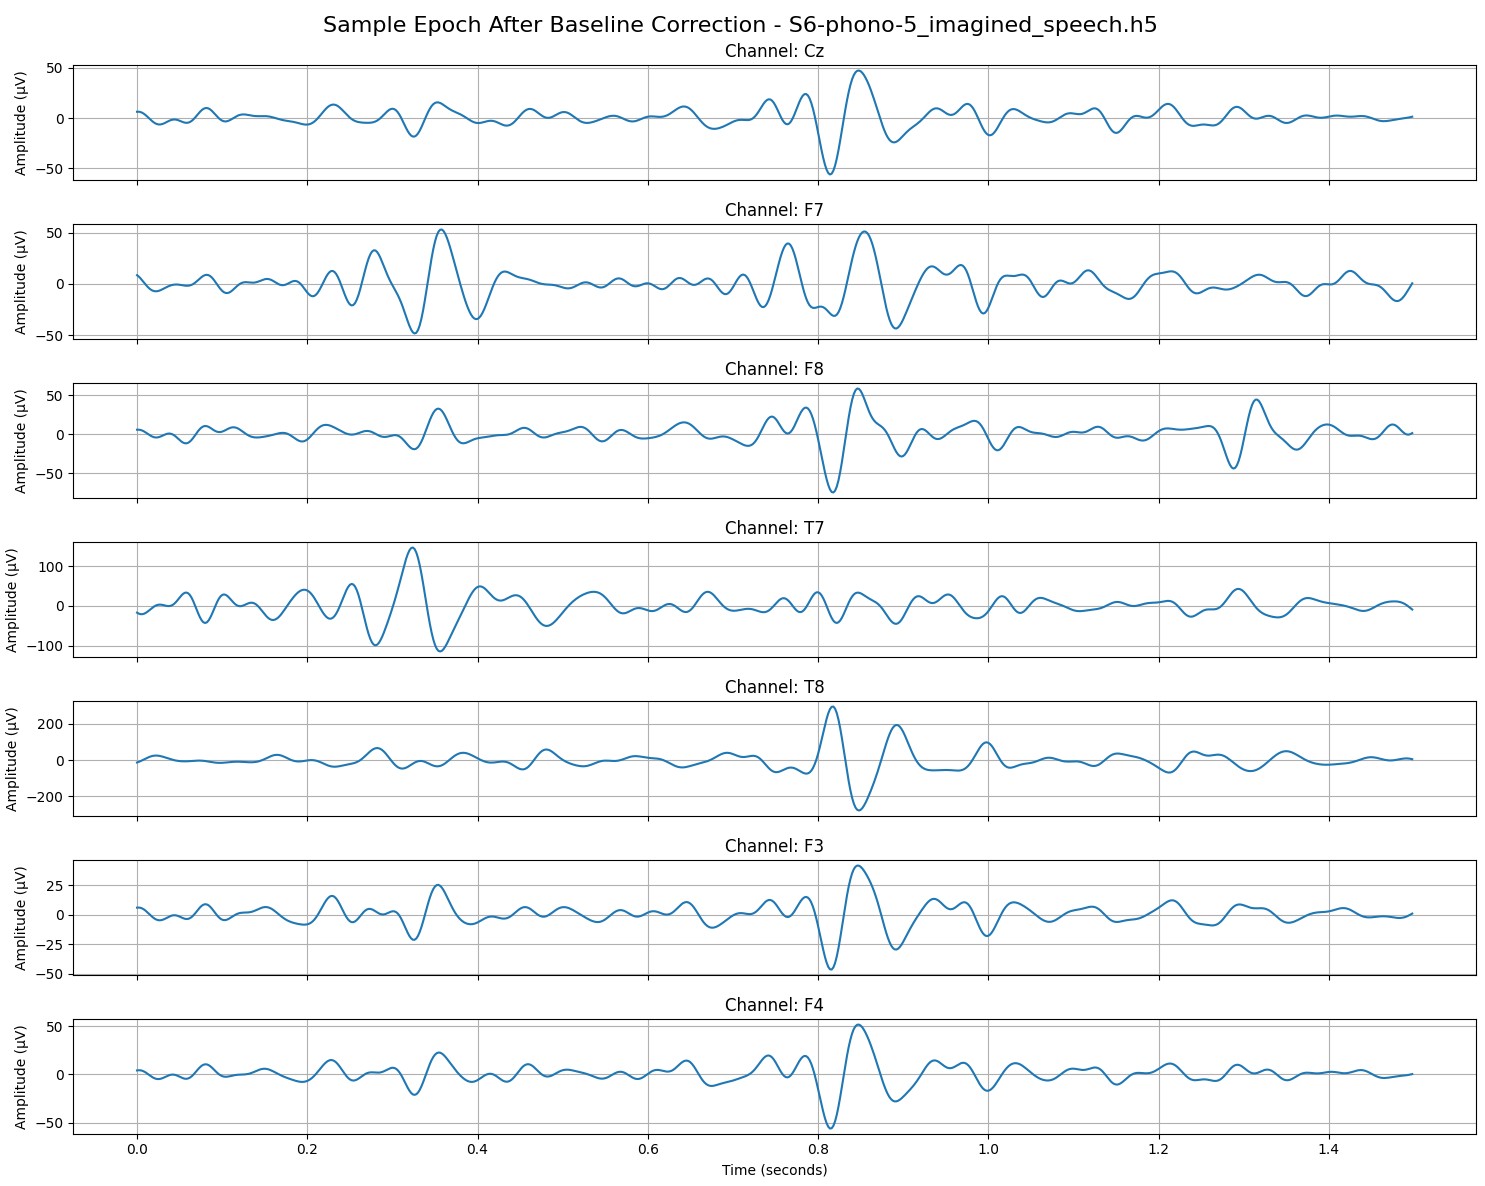 Sample Epoch After Baseline Correction - S6-phono-5_imagined_speech.h5
Channel: Cz
Amplitude (µV)
50
0
−50
Channel: F7
Amplitude (µV)
50
0
−50
Channel: F8
Amplitude (µV)
50
0
−50
Channel: T7
Amplitude (µV)
100
0
−100
Channel: T8
Amplitude (µV)
200
0
−200
Channel: F3
Amplitude (µV)
25
0
−25
−50
Channel: F4
Amplitude (µV)
50
0
−50
0.0 0.2 0.4 0.6 0.8 1.0 1.2 1.4
Time (seconds)